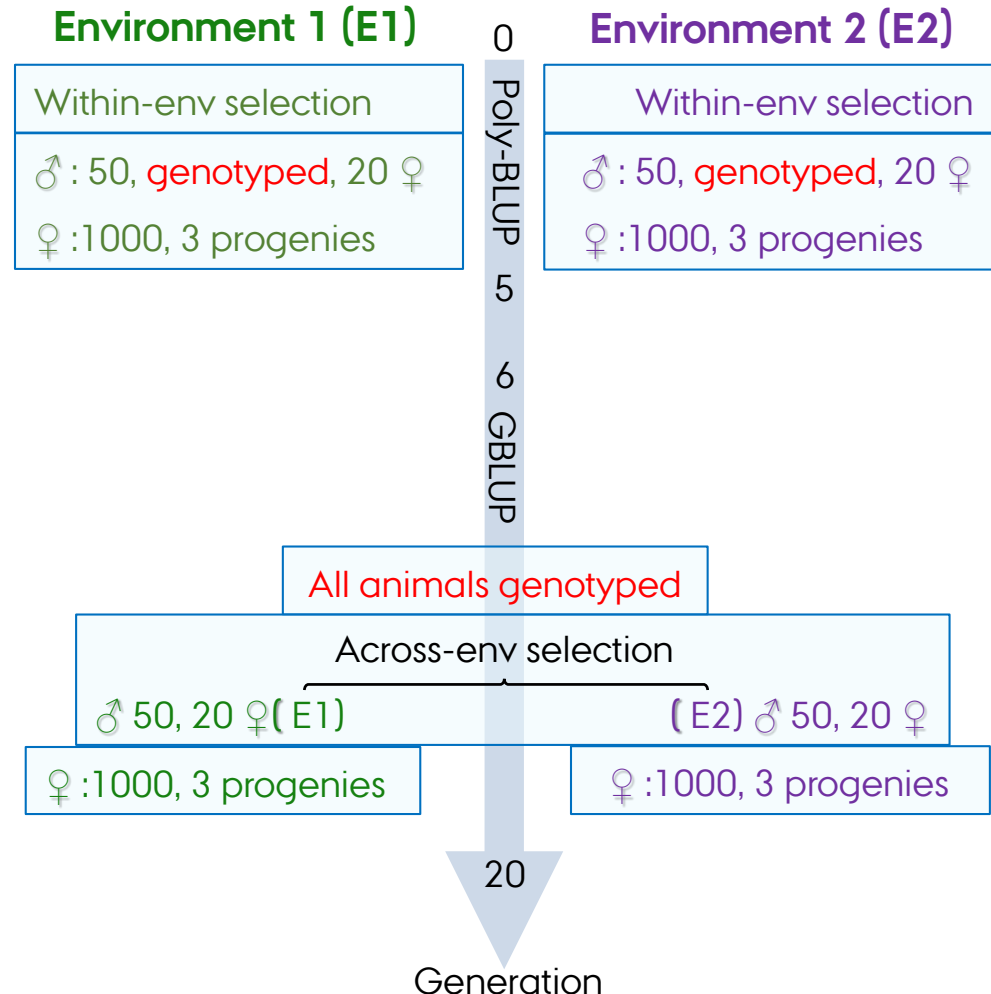 Environment 1 (E1)
0
Environment 2 (E2)
Within-env selection
Within-env selection
♂ : 50, genotyped, 20 ♀
♀ :1000, 3 progenies
♂ : 50, genotyped, 20 ♀
♀ :1000, 3 progenies
Poly-BLUP
5
6
GBLUP
All animals genotyped
Across-env selection
♂ 50, 20 ♀( E1)
( E2) ♂ 50, 20 ♀
♀ :1000, 3 progenies
♀ :1000, 3 progenies
20
Generation